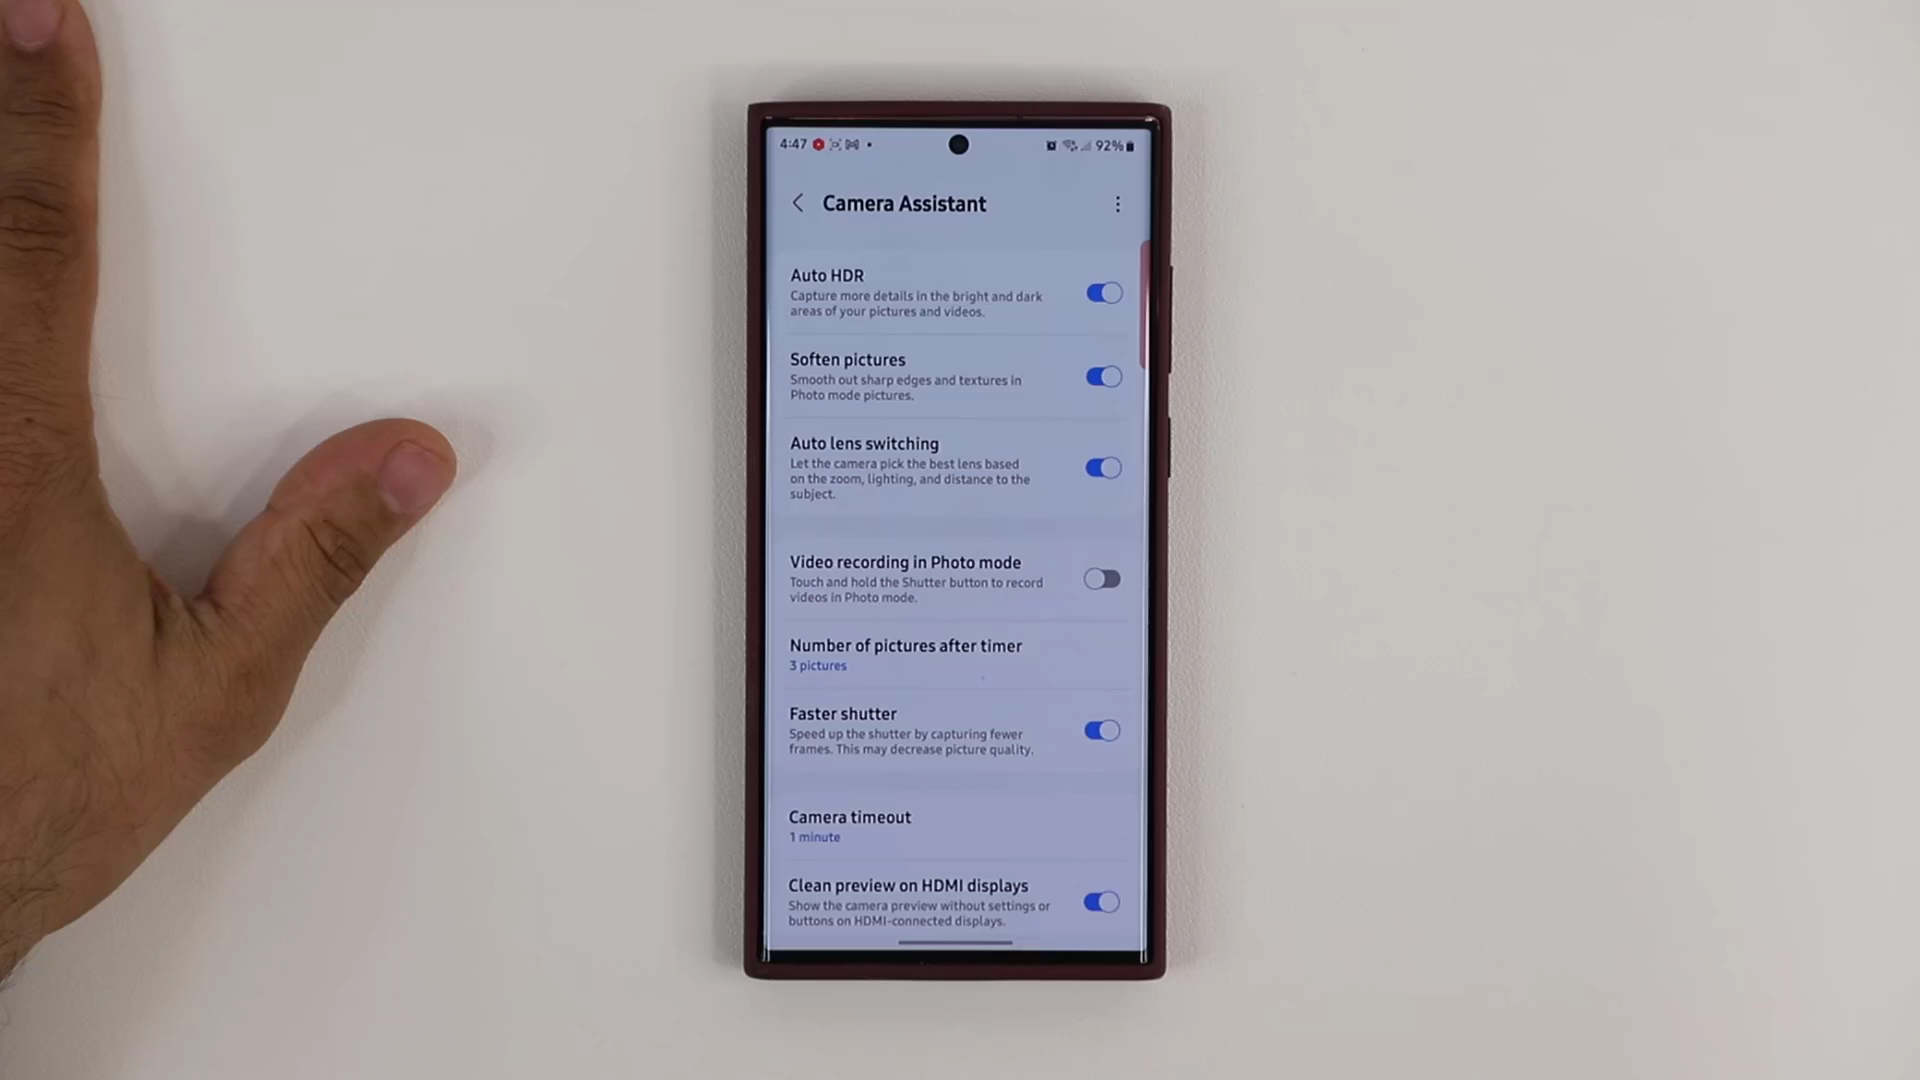 4:47
92%
Camera Assistant
Auto HDR
Capture more details in the bright and dark
areas of your pictures and videos.
Soften pictures
Smooth out sharp edges and textures in
Photo mode pictures.
Auto lens switching
Let the camera pick the best lens based
on the zoom, lighting, and distance to the
subject.
Video recording in Photo mode
Touch and hold the Shutter button to record
videos in Photo mode.
Number of pictures after timer
3 pictures
Faster shutter
Speed up the shutter by capturing fewer
frames. This may decrease picture quality.
Camera timeout
1 minute
Clean preview on HDMI displays
Show the camera preview without settings or
buttons on HDMI-connected displays.